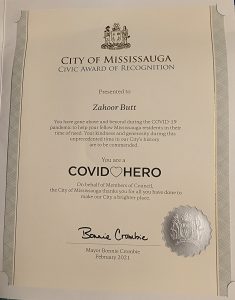 CITY OF MISSISSAUGA
CIVIC AWARD OF RECOGNITION
Presented to
Zahoor Butt
You have gone above and beyond during the COVID-19
pandemic to help your fellow Mississauga residents in their
time of need. Your kindness and generosity during this
unprecedented time in our City's history
are to be commended.
You are a
COVID HERO
On behalf of Members of Council,
the City of Mississauga thanks you for all you have done to
make our City a brighter place.
Bonnie Crombie
Mayor Bonnie Crombie
February 2021